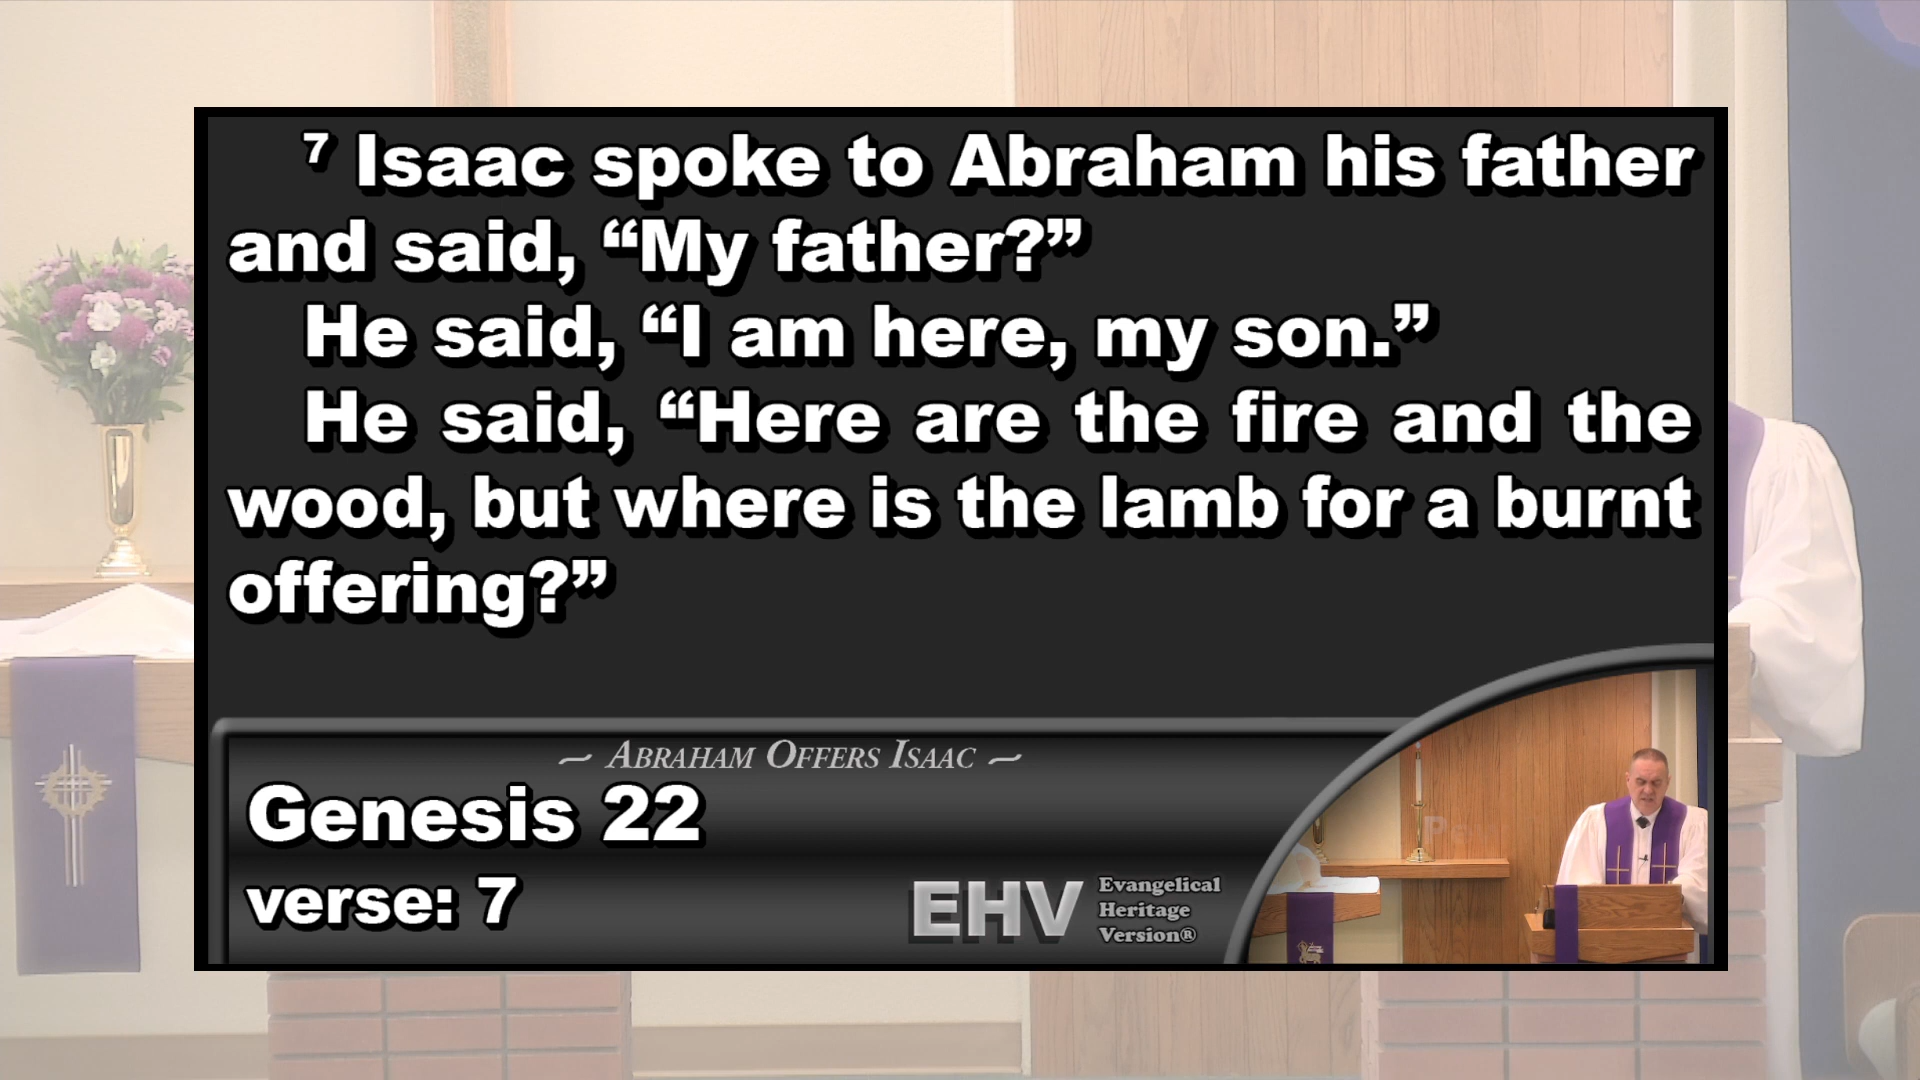 7 Isaac spoke to Abraham his father
and said, “My father?”
He said, “I am here, my son.”
He said, “Here are the fire and the
wood, but where is the lamb for a burnt
offering?”
~ ABRAHAM OFFERS ISAAC ~
Genesis 22
verse: 7
EHV
Evangelical
Heritage
Version®